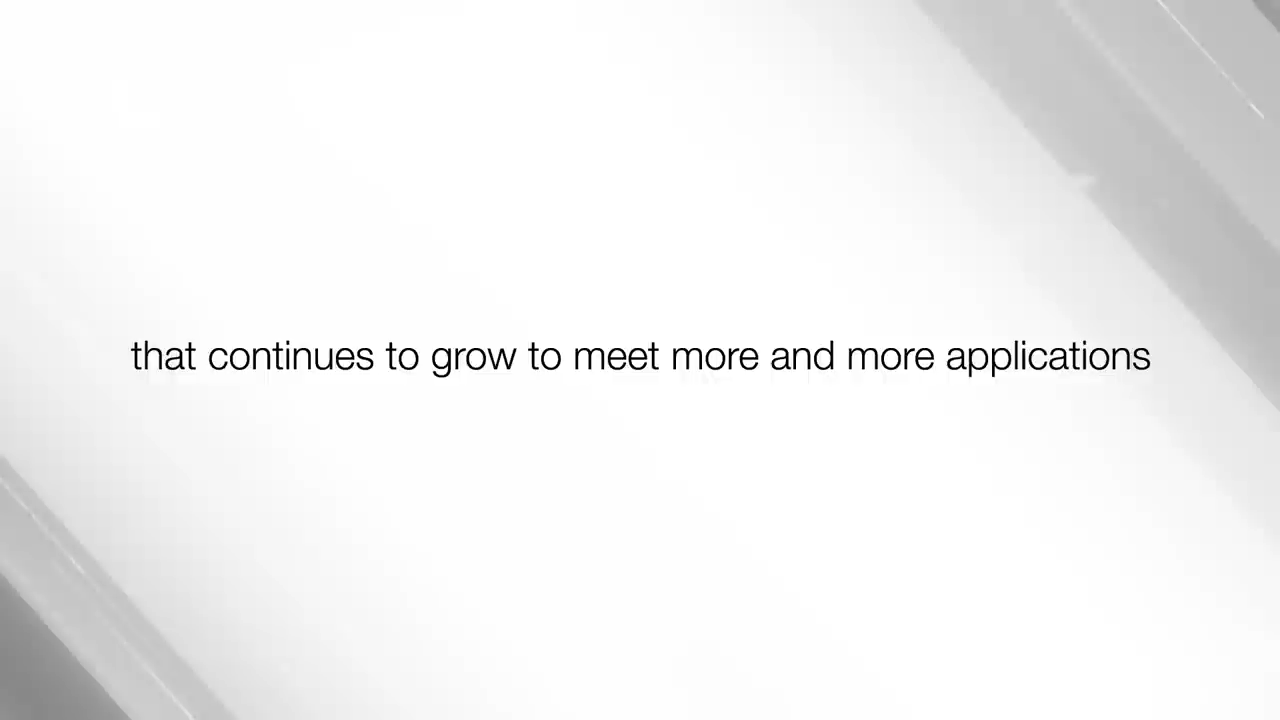 that continues to grow to meet more and more applications